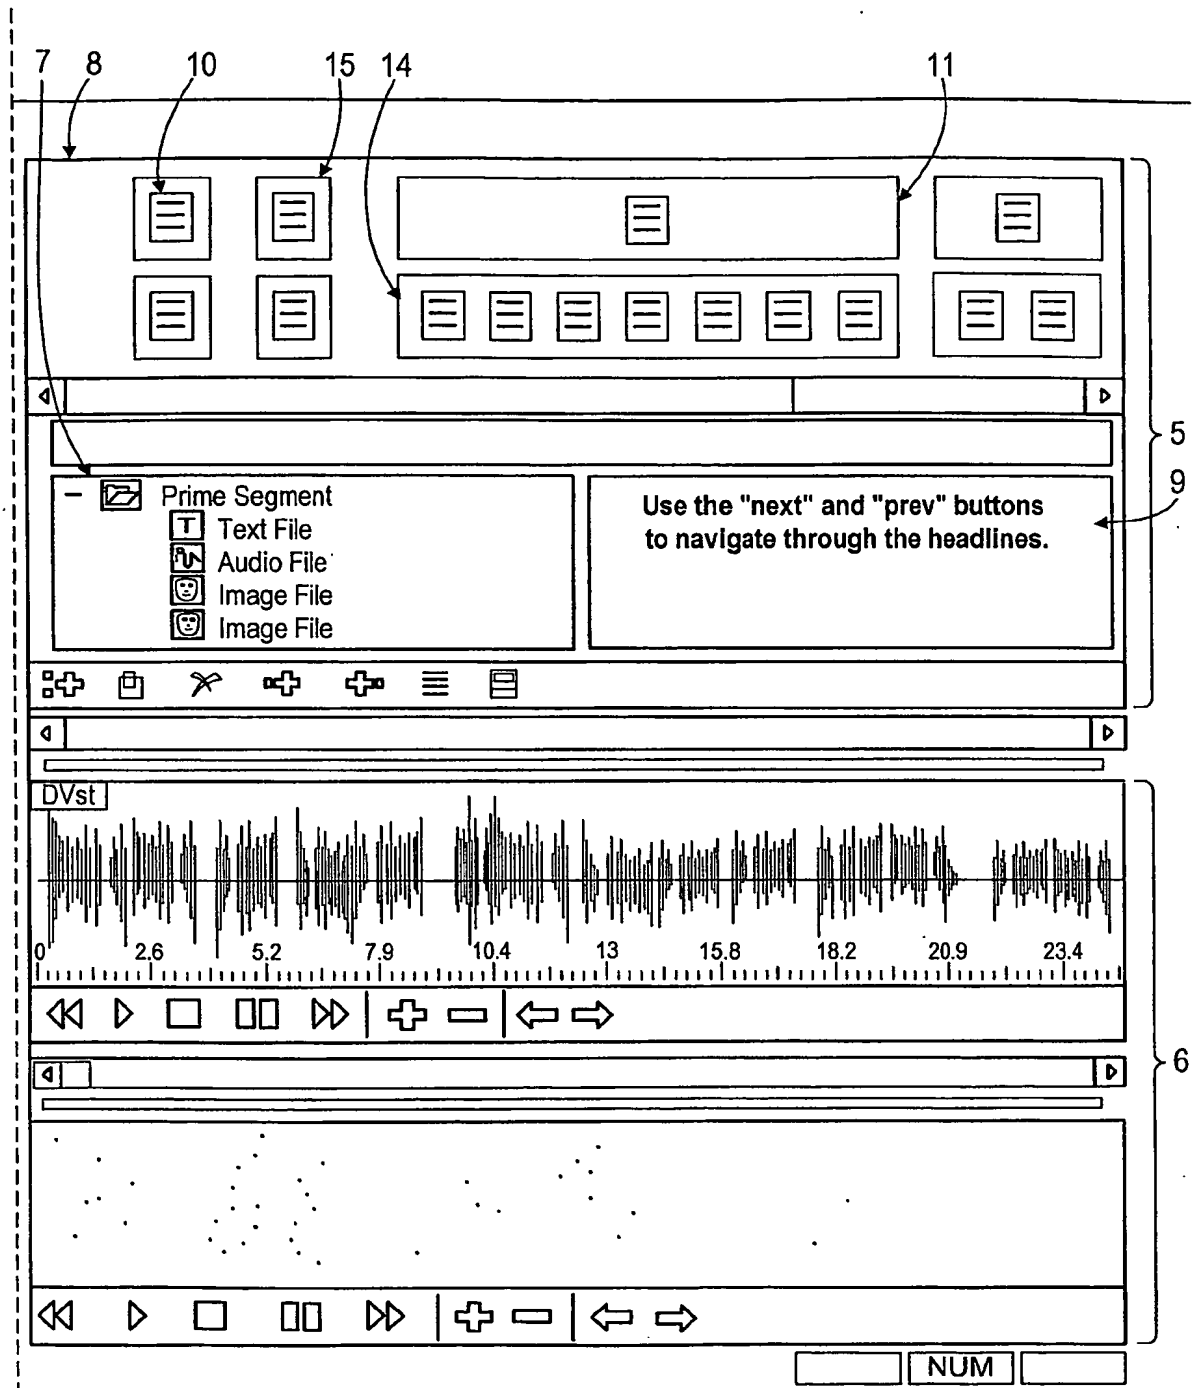 7 8 10 15 14 11
5
9
Prime Segment
Text File
Audio File
Image File
Image File
Use the "next" and "prev" buttons
to navigate through the headlines.
T
DVst
0 2.6 5.2 7.9 10.4 13 15.8 18.2 20.9 23.4
6
NUM